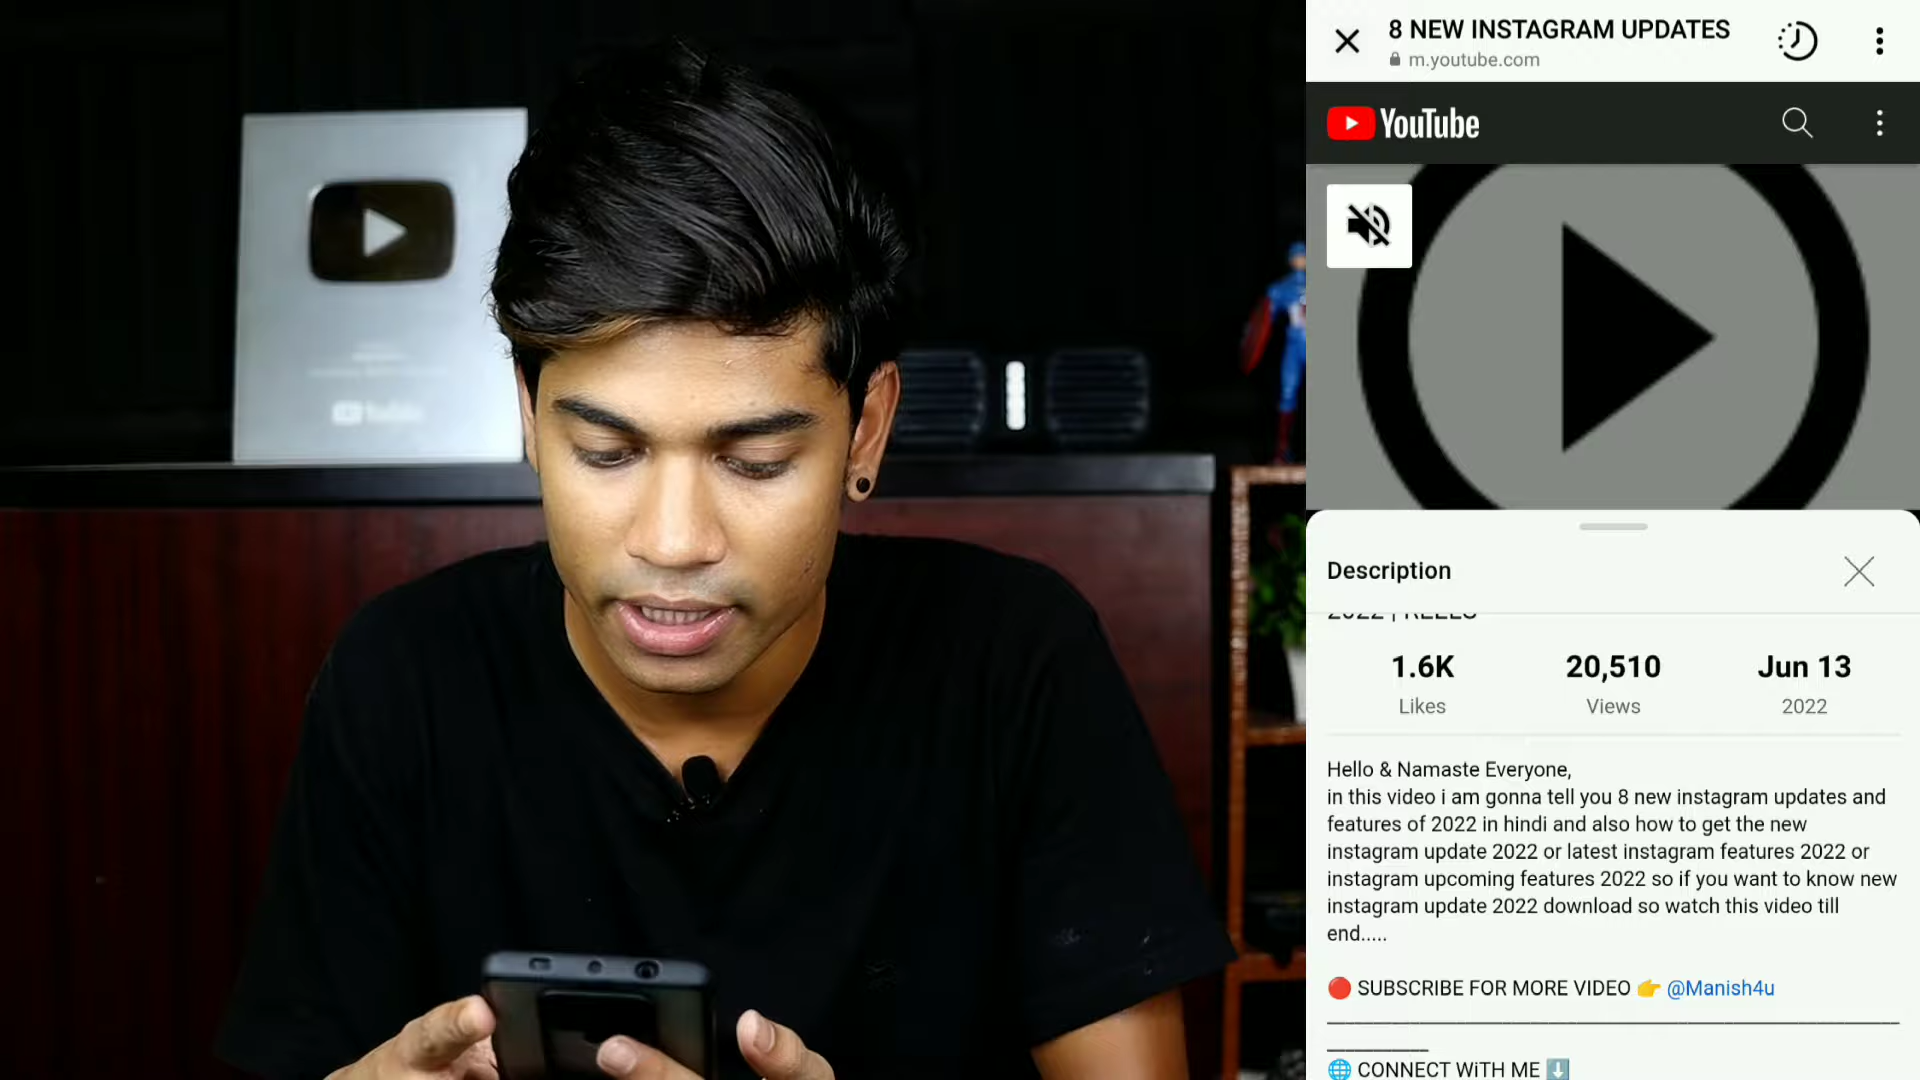 8 NEW INSTAGRAM UPDATES
m.youtube.com
YouTube
Description
1.6K
20,510
Jun 13
Likes
Views
2022
Hello & Namaste Everyone,
in this video i am gonna tell you 8 new instagram updates and
features of 2022 in hindi and also how to get the new
instagram update 2022 or latest instagram features 2022 or
instagram upcoming features 2022 so if you want to know new
instagram update 2022 download so watch this video till
end.....
🔴 SUBSCRIBE FOR MORE VIDEO 👉 @Manish4u
🌐 CONNECT WiTH ME ⬇️